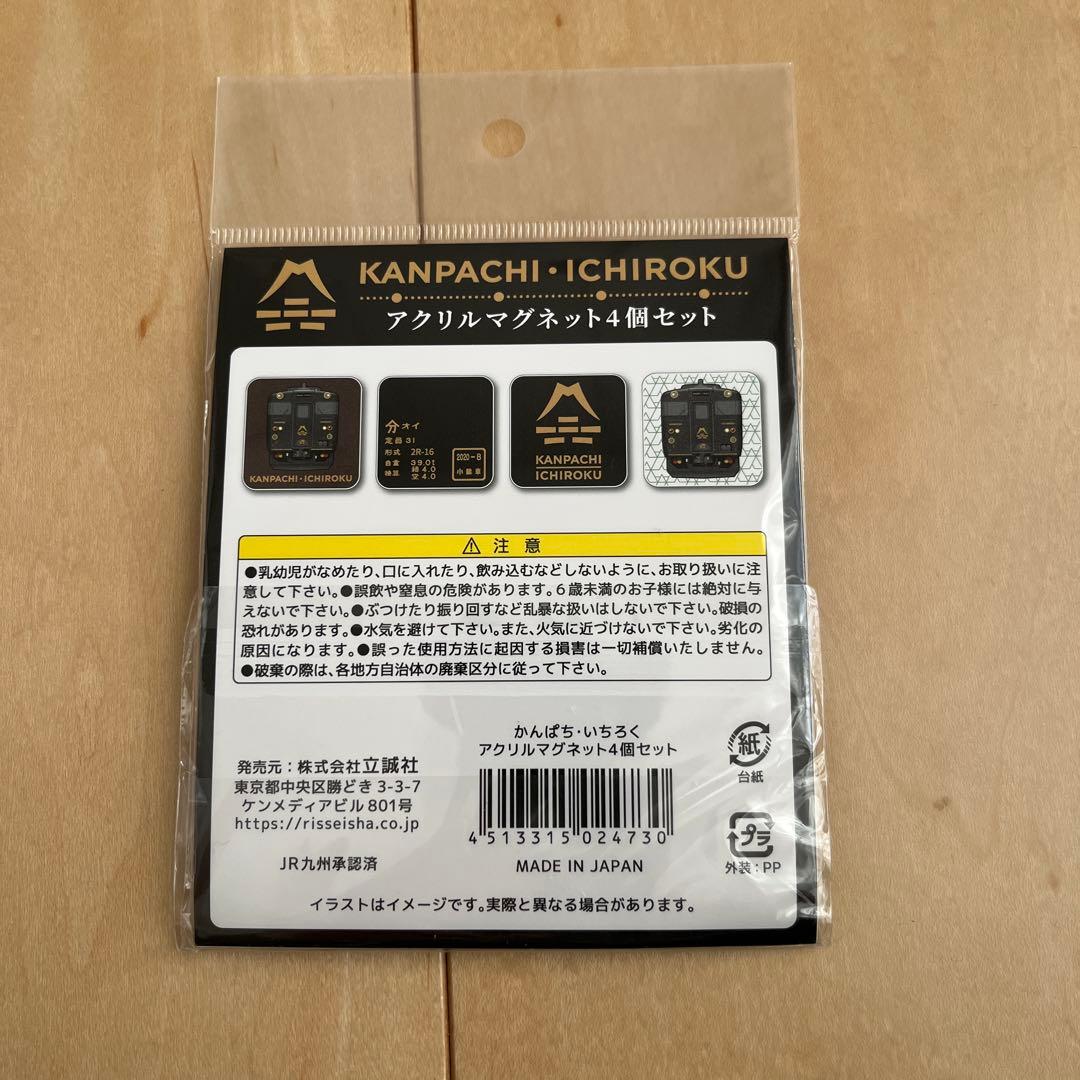 KANPACHI・ICHIROKU
アクリルマグネット4個セット
KANPACHI・ICHIROKU
分オイ
定員31
形式 2R-16
自重 39.0t
換算 積4.0
空4.0
2020-8
小輪車
KANPACHI
ICHIROKU
⚠ 注 意
●乳幼児がなめたり、口に入れたり、飲み込むなどしないように、お取り扱いに注
意して下さい。●誤飲や窒息の危険があります。6歳未満のお子様には絶対に与
えないで下さい。●ぶつけたり振り回すなど乱暴な扱いはしないで下さい。破損の
恐れがあります。●水気を避けて下さい。また、火気に近づけないで下さい。劣化の
原因になります。●誤った使用方法に起因する損害は一切補償いたしません。
●破棄の際は、各地方自治体の廃棄区分に従って下さい。
かんぱち・いちろく
アクリルマグネット4個セット
発売元：株式会社立誠社
東京都中央区勝どき3-3-7
ケンメディアビル801号
https://risseisha.co.jp
JR九州承認済
4513315024730
MADE IN JAPAN
紙
台紙
プラ
外装：PP
イラストはイメージです。実際と異なる場合があります。